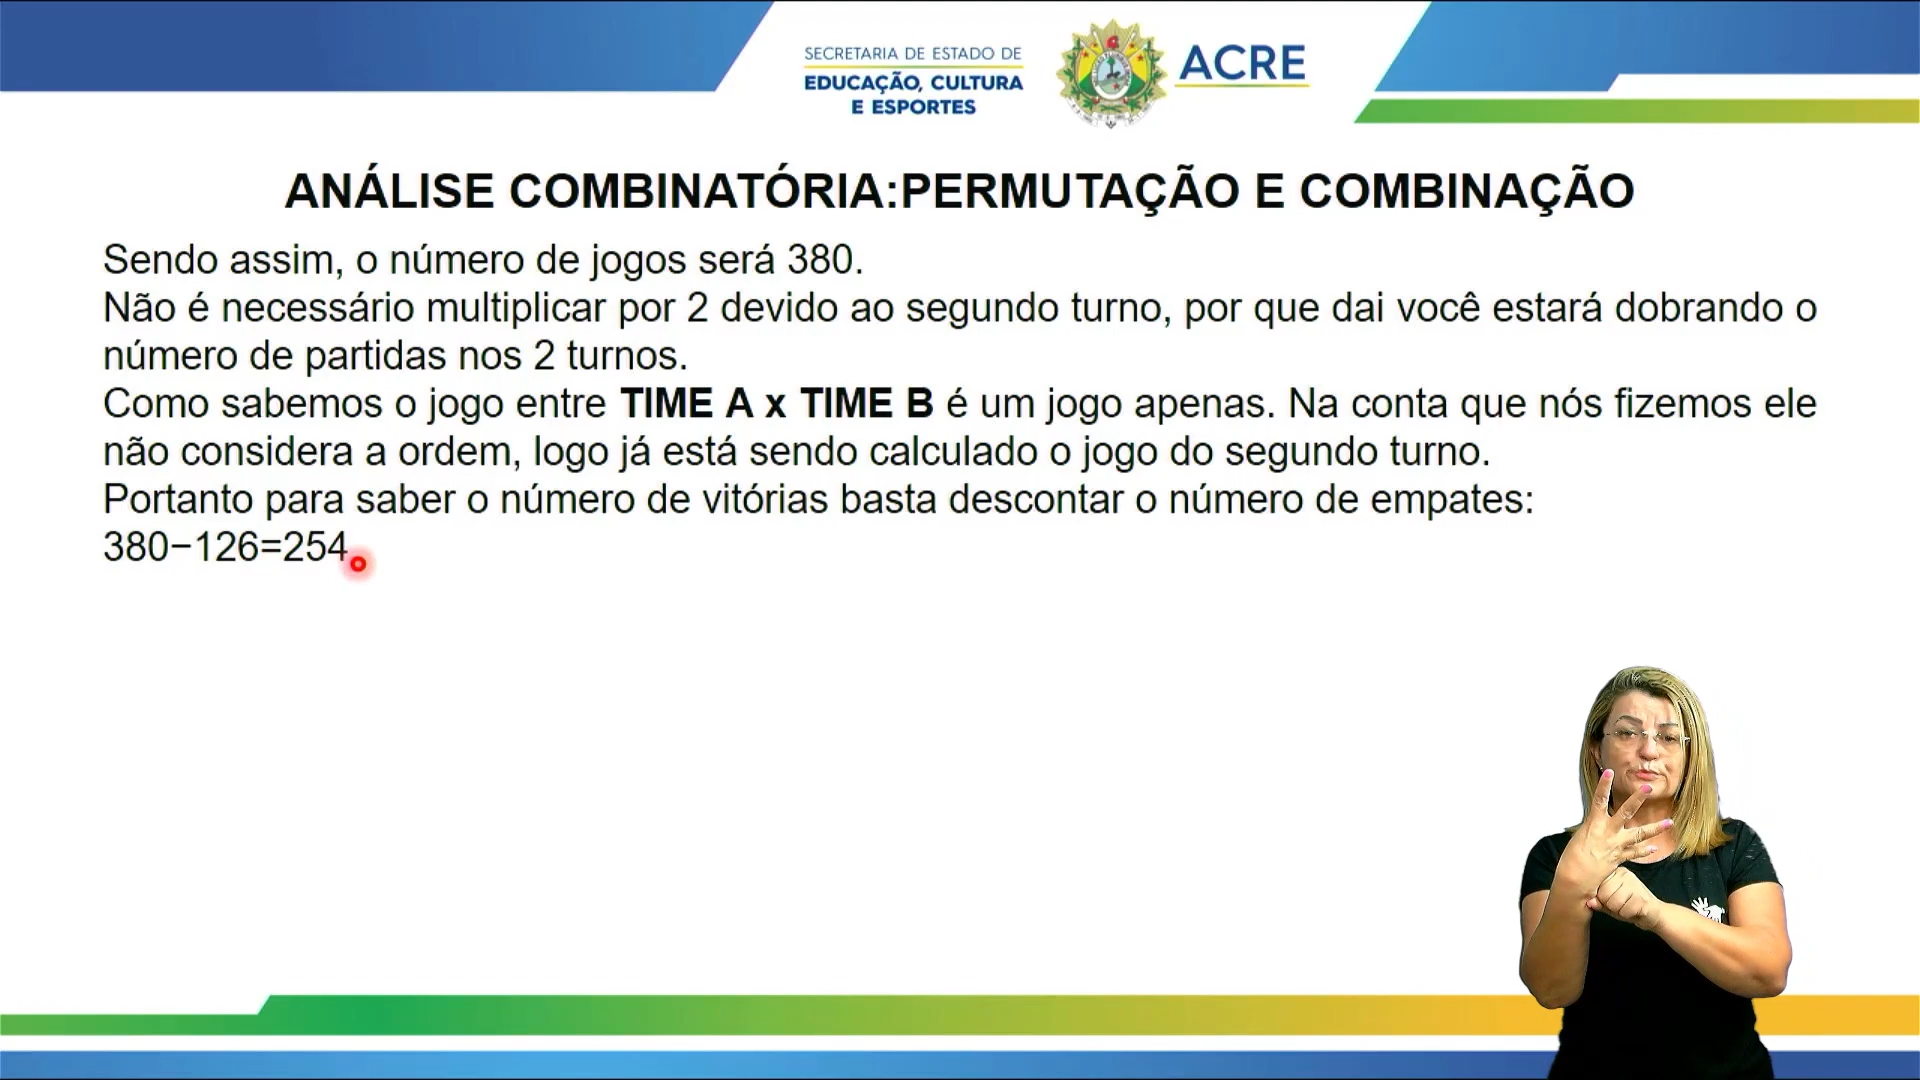 SECRETARIA DE ESTADO DE
EDUCAÇÃO, CULTURA
E ESPORTES
ACRE
ANÁLISE COMBINATÓRIA:PERMUTAÇÃO E COMBINAÇÃO
Sendo assim, o número de jogos será 380.
Não é necessário multiplicar por 2 devido ao segundo turno, por que dai você estará dobrando o
número de partidas nos 2 turnos.
Como sabemos o jogo entre TIME A x TIME B é um jogo apenas. Na conta que nós fizemos ele
não considera a ordem, logo já está sendo calculado o jogo do segundo turno.
Portanto para saber o número de vitórias basta descontar o número de empates:
380−126=254